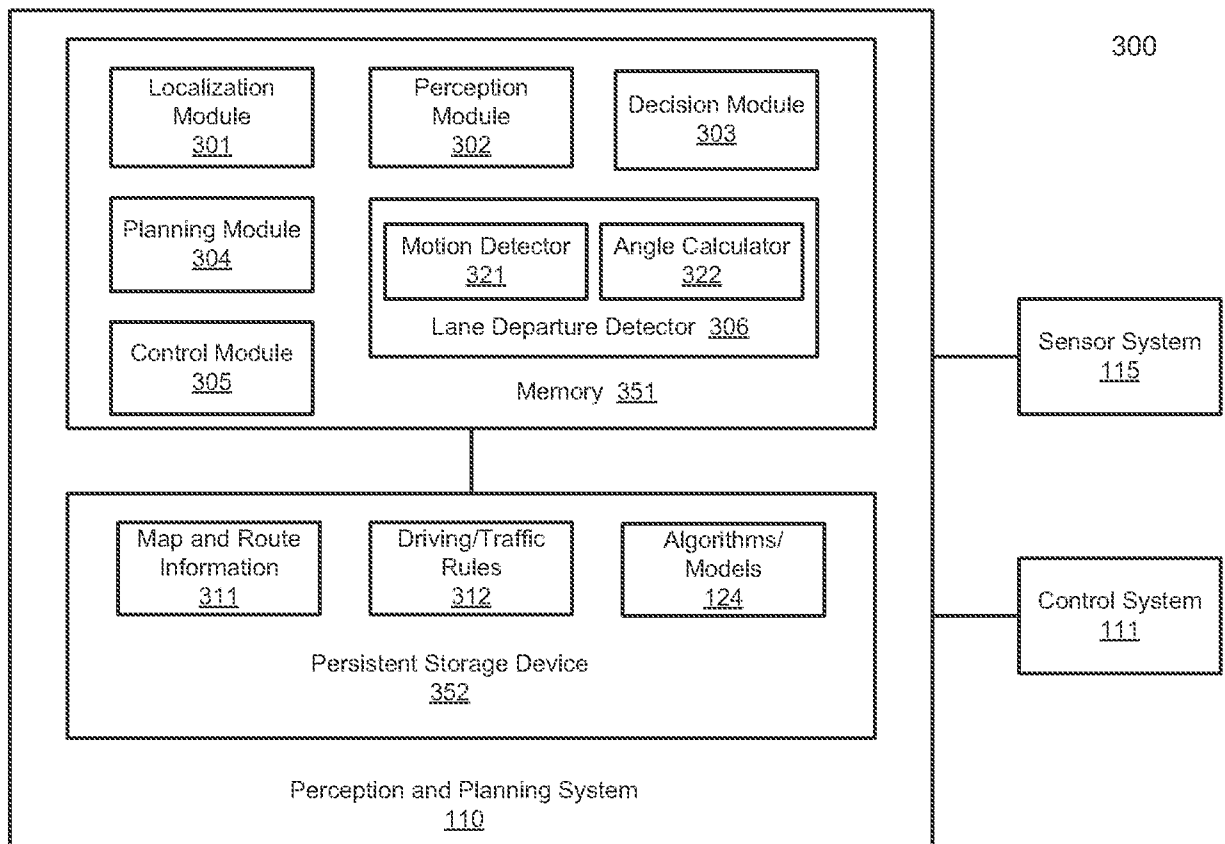 300
Localization
Module
301
Perception
Module
302
Decision Module
303
Planning Module
304
Motion Detector
321
Angle Calculator
322
Lane Departure Detector 306
Control Module
305
Memory 351
Sensor System
115
Map and Route
Information
311
Driving/Traffic
Rules
312
Algorithms/
Models
124
Persistent Storage Device
352
Control System
111
Perception and Planning System
110